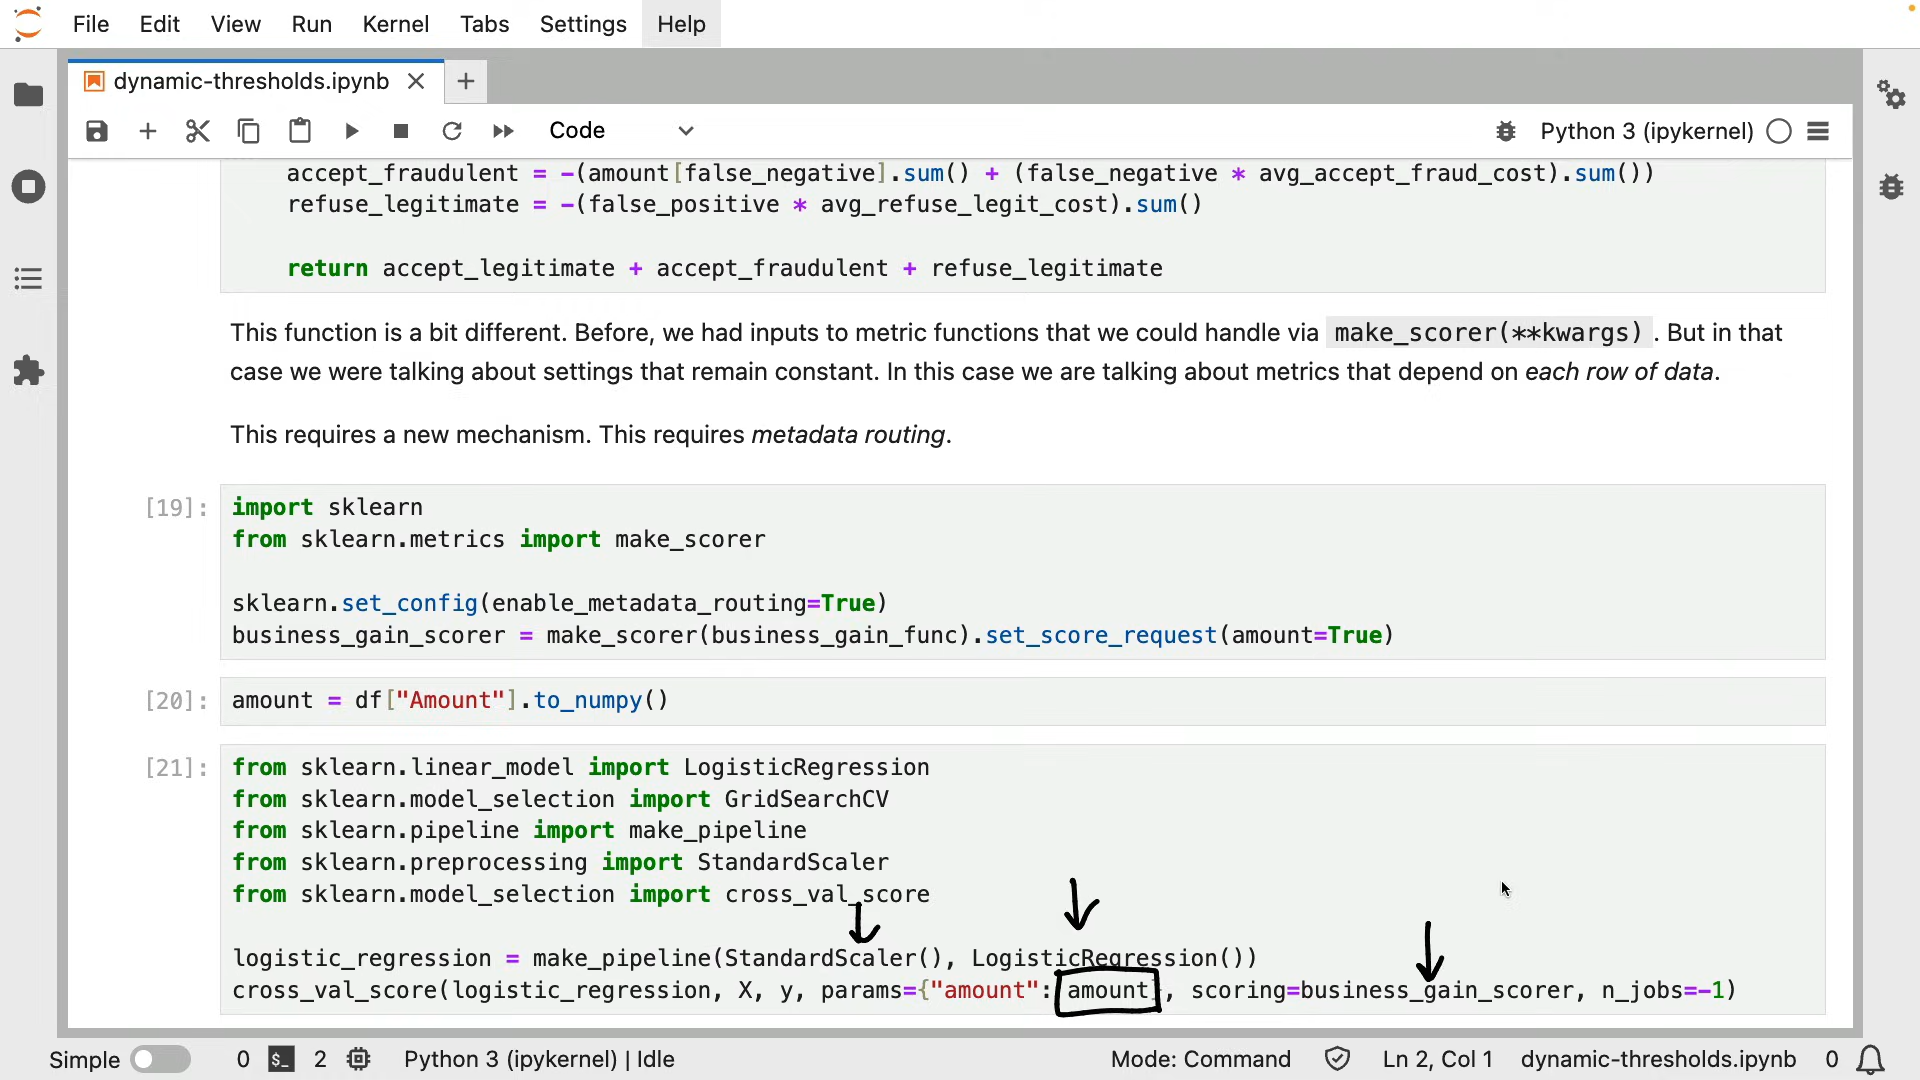 File Edit View Run Kernel Tabs Settings Help
dynamic-thresholds.ipynb
Code Python 3 (ipykernel)
accept_fraudulent = -(amount[false_negative].sum() + (false_negative * avg_accept_fraud_cost).sum())
refuse_legitimate = -(false_positive * avg_refuse_legit_cost).sum()
return accept_legitimate + accept_fraudulent + refuse_legitimate
This function is a bit different. Before, we had inputs to metric functions that we could handle via make_scorer(**kwargs) . But in that
case we were talking about settings that remain constant. In this case we are talking about metrics that depend on each row of data.
This requires a new mechanism. This requires metadata routing.
[19]: import sklearn
from sklearn.metrics import make_scorer
sklearn.set_config(enable_metadata_routing=True)
business_gain_scorer = make_scorer(business_gain_func).set_score_request(amount=True)
[20]: amount = df["Amount"].to_numpy()
[21]: from sklearn.linear_model import LogisticRegression
from sklearn.model_selection import GridSearchCV
from sklearn.pipeline import make_pipeline
from sklearn.preprocessing import StandardScaler
from sklearn.model_selection import cross_val_score
logistic_regression = make_pipeline(StandardScaler(), LogisticRegression())
cross_val_score(logistic_regression, X, y, params={"amount": amount}, scoring=business_gain_scorer, n_jobs=-1)
Simple 0 $_ 2 Python 3 (ipykernel) | Idle Mode: Command Ln 2, Col 1 dynamic-thresholds.ipynb 0